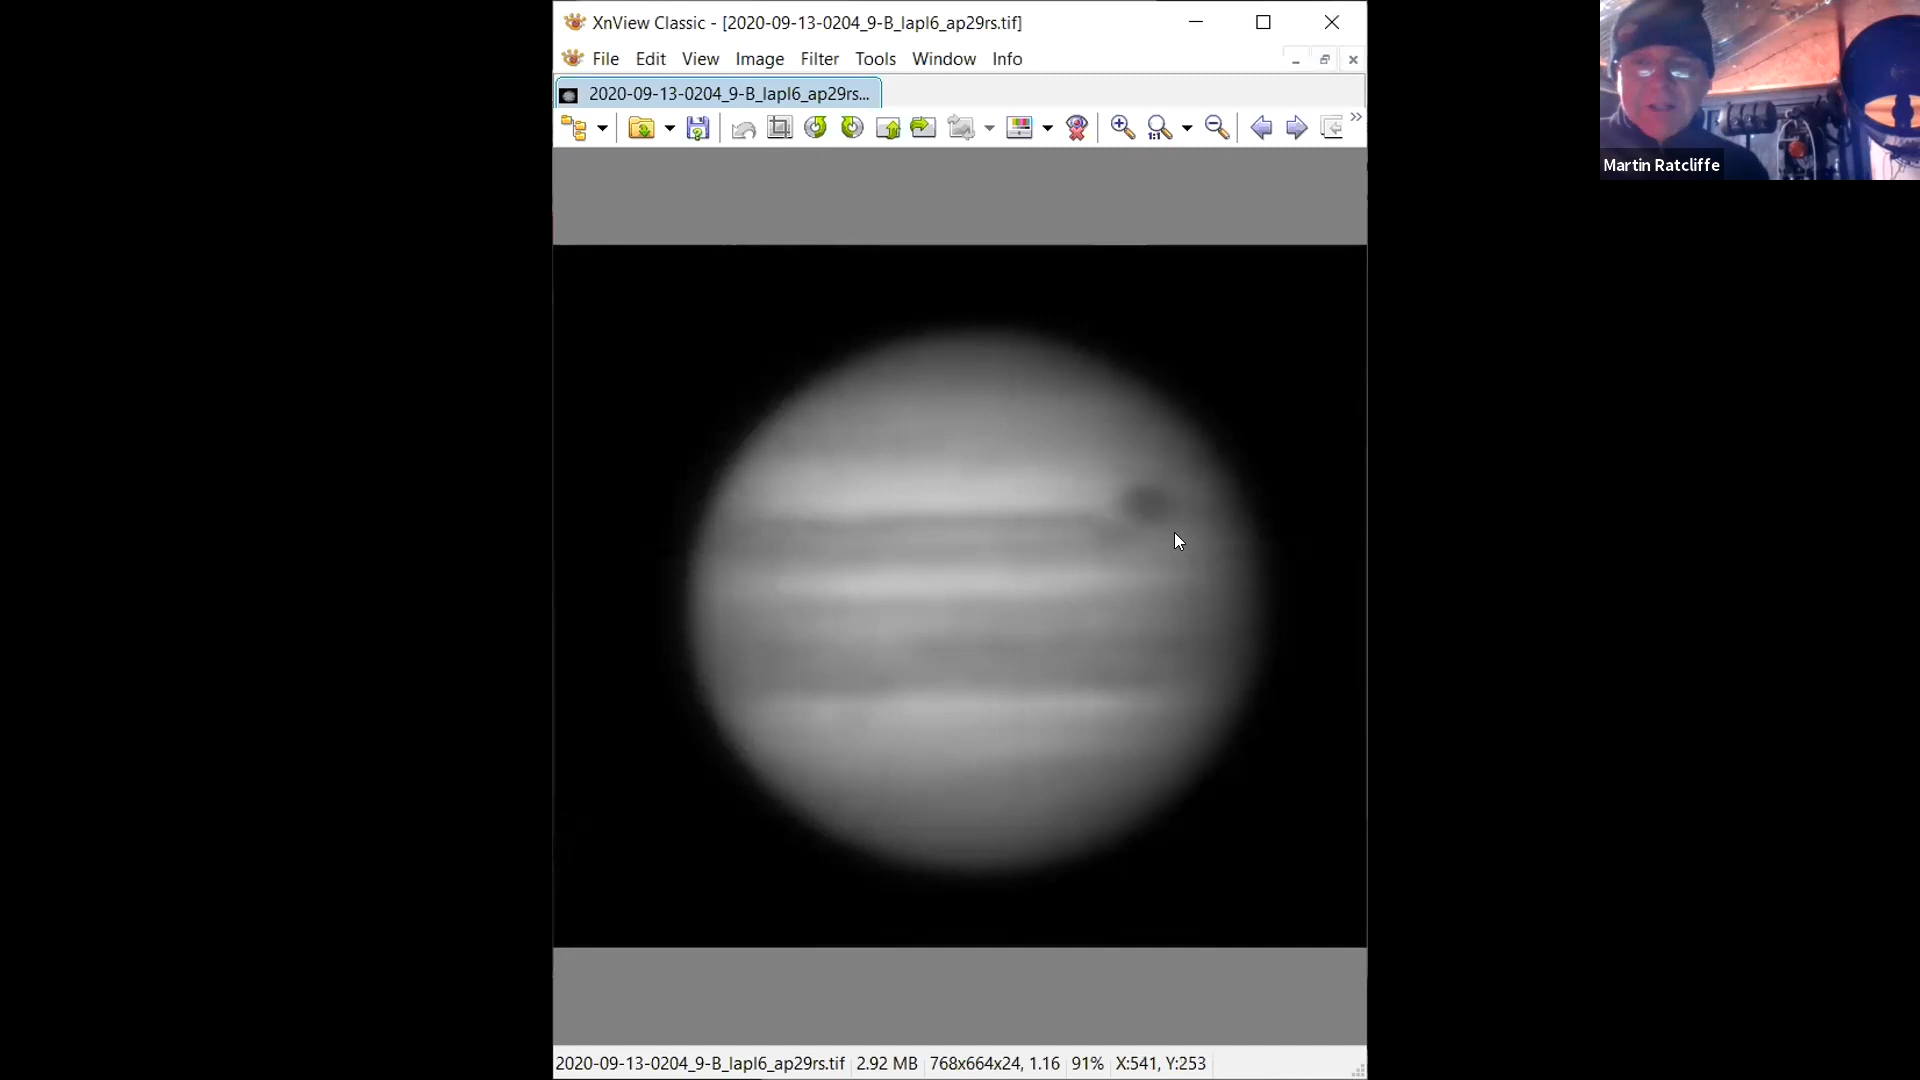 XnView Classic - [2020-09-13-0204_9-B_lapl6_ap29rs.tif]
File Edit View Image Filter Tools Window Info
2020-09-13-0204_9-B_lapl6_ap29rs...
1:1
Martin Ratcliffe
2020-09-13-0204_9-B_lapl6_ap29rs.tif 2.92 MB 768x664x24, 1.16 91% X:541, Y:253